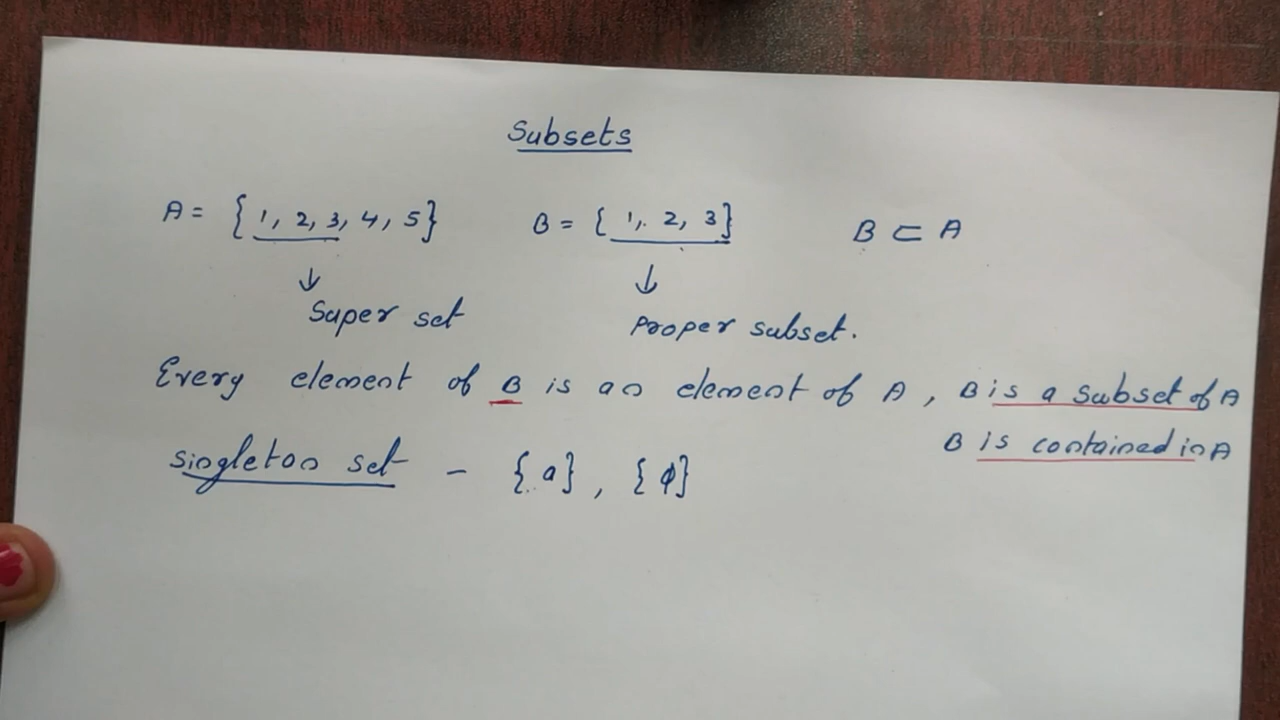 Subsets
A = { 1, 2, 3, 4, 5} B = { 1, 2, 3} B ⊂ A
↓ ↓
Super set Proper subset.
Every element of B is an element of A , B is a subset of A
B is contained in A
Singleton set - { a} , { ϕ}